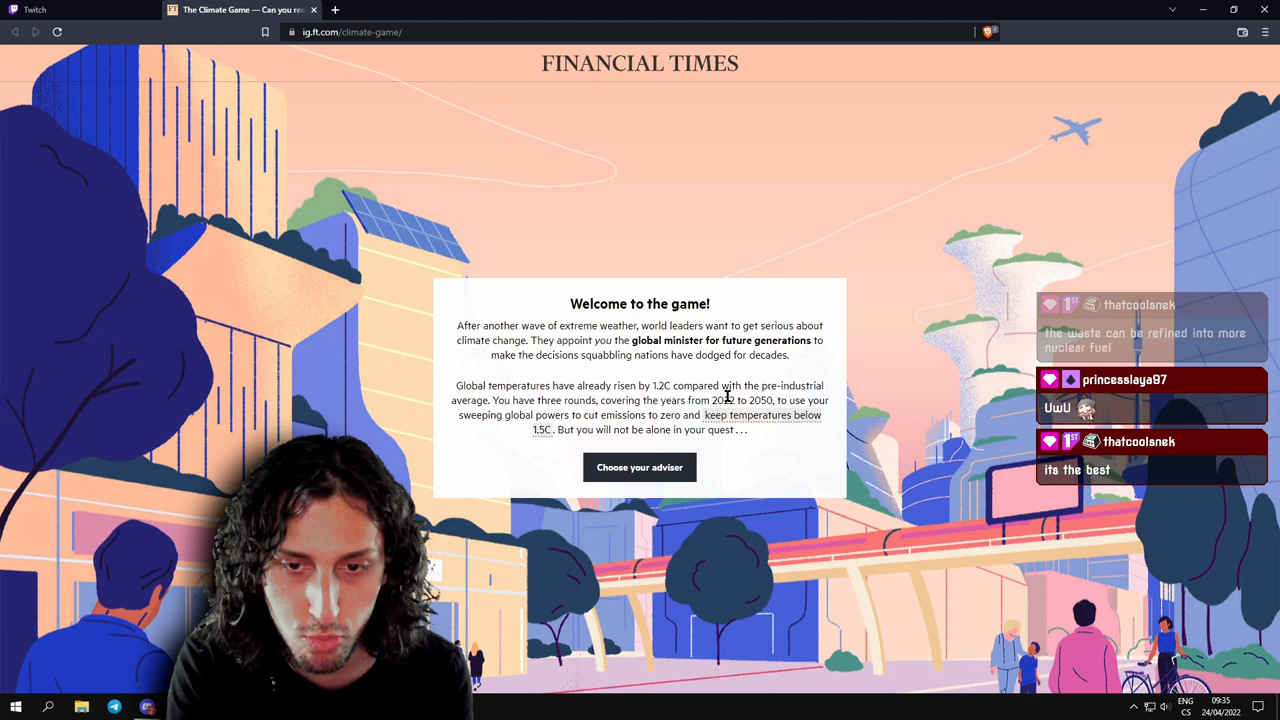 Twitch
The Climate Game — Can you rea
ig.ft.com/climate-game/
FINANCIAL TIMES
Welcome to the game!
After another wave of extreme weather, world leaders want to get serious about
climate change. They appoint you the global minister for future generations to
make the decisions squabbling nations have dodged for decades.
Global temperatures have already risen by 1.2C compared with the pre-industrial
average. You have three rounds, covering the years from 2022 to 2050, to use your
sweeping global powers to cut emissions to zero and keep temperatures below
1.5C. But you will not be alone in your quest . . .
Choose your adviser
1ST thatcoolsnek
the waste can be refined into more
nuclear fuel
princesslaya97
UwU
1ST thatcoolsnek
its the best
ENG
CS
09:35
24/04/2022